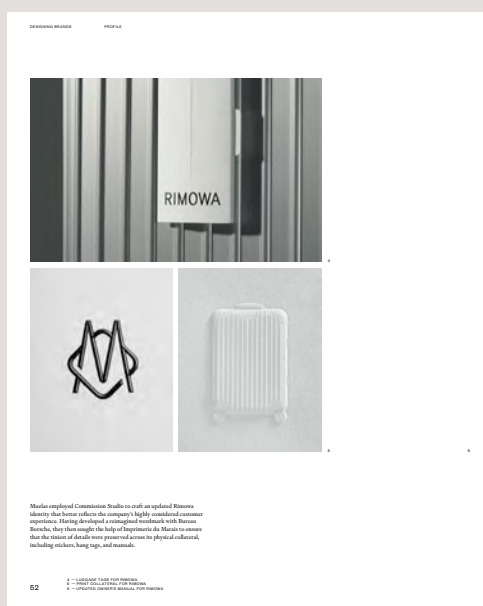 DESIGNING BRANDS PROFILE
RIMOWA
4
5 6
Muelas employed Commission Studio to craft an updated Rimowa
identity that better reflects the company's highly considered customer
experience. Having developed a reimagined wordmark with Bureau
Borsche, they then sought the help of Imprimerie du Marais to ensure
that the tiniest of details were preserved across its physical collateral,
including stickers, hang tags, and manuals.
52
4 — LUGGAGE TAGS FOR RIMOWA
5 — PRINT COLLATERAL FOR RIMOWA
6 — UPDATED OWNER'S MANUAL FOR RIMOWA